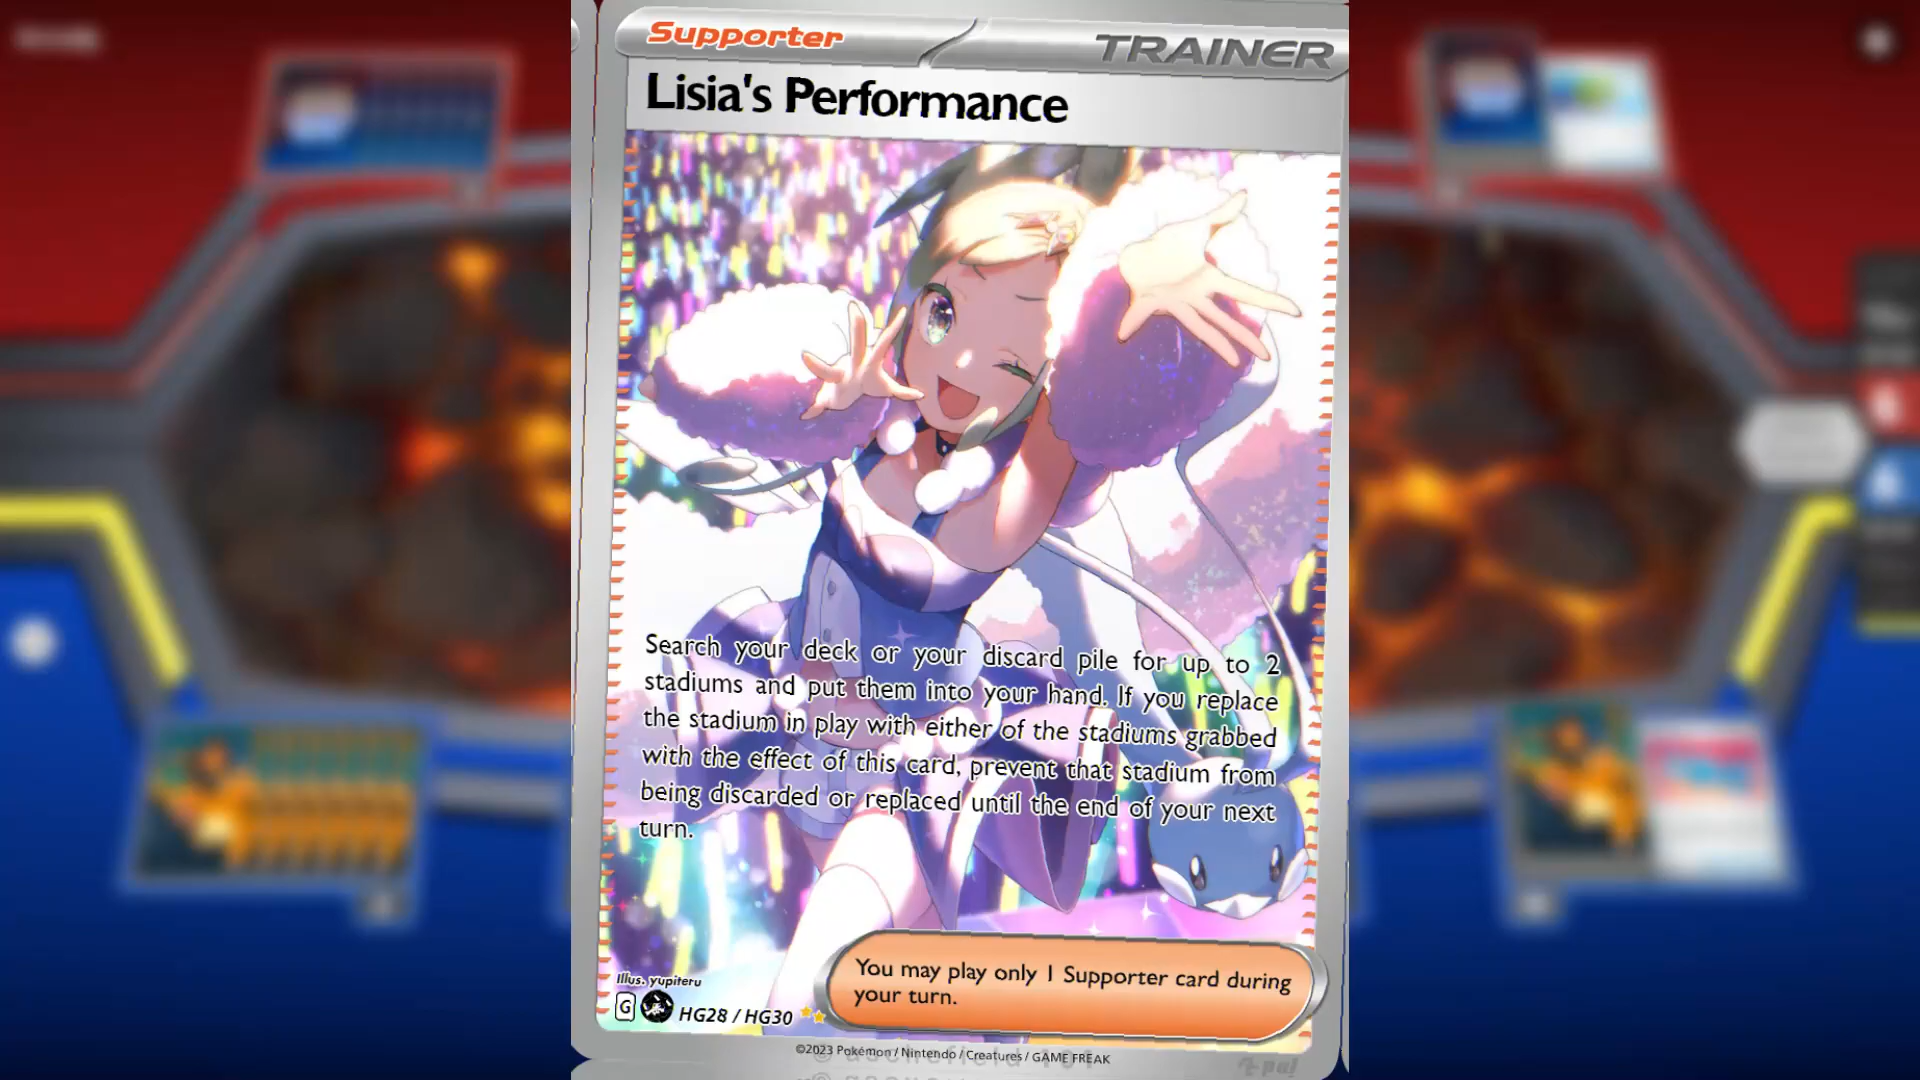 Supporter
TRAINER
Lisia's Performance
Search your deck or your discard pile for up to 2
stadiums and put them into your hand. If you replace
the stadium in play with either of the stadiums grabbed
with the effect of this card, prevent that stadium from
being discarded or replaced until the end of your next
turn.
You may play only 1 Supporter card during
your turn.
Illus. yupiteru
G
HG28 / HG30
©2023 Pokémon / Nintendo / Creatures / GAME FREAK